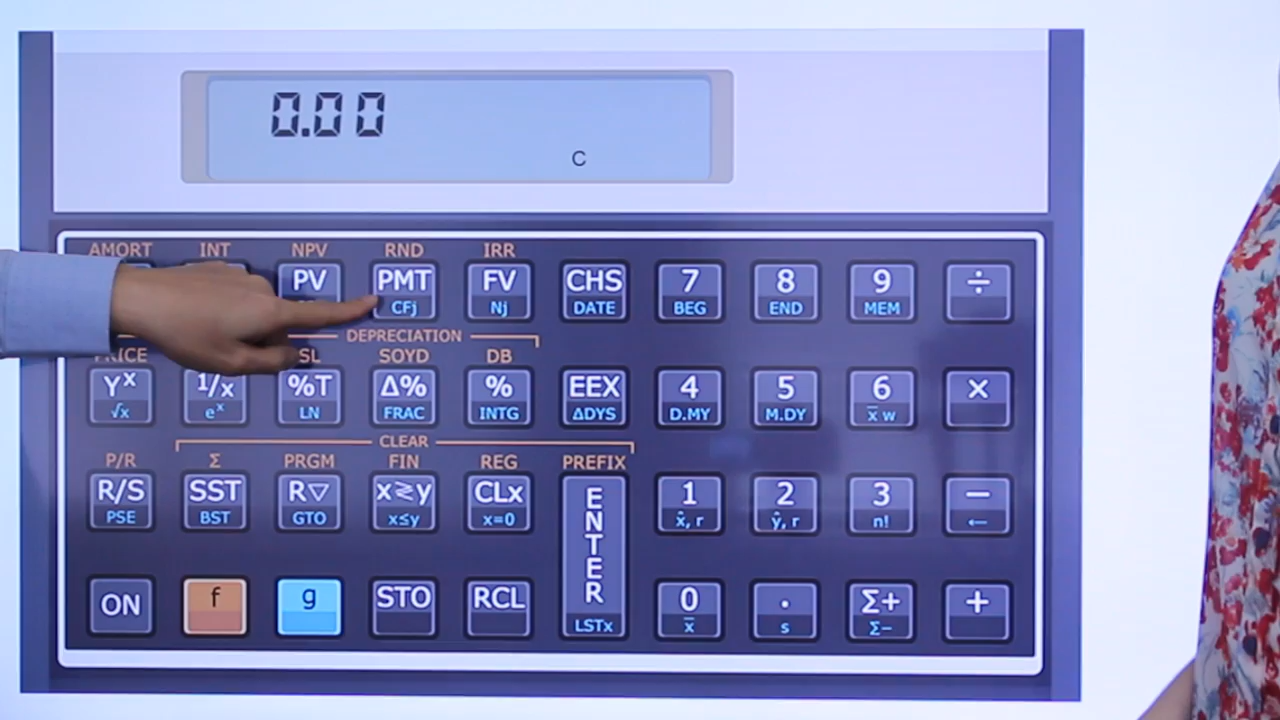 0.00
C
AMORT INT NPV RND IRR
PV PMT FV CHS 7 8 9 ÷
CFj Nj DATE BEG END MEM
DEPRECIATION
PRICE SL SOYD DB
Yˣ 1/x %T Δ% % EEX 4 5 6 ×
√x eˣ LN FRAC INTG ΔDYS D.MY M.DY x̄ w
CLEAR
P/R Σ PRGM FIN REG PREFIX
R/S SST R▽ x≷y CLx ENTER 1 2 3 −
PSE BST GTO x≤y x=0 x̂, r ŷ, r n! ←
ON f g STO RCL 0 . Σ+ +
LSTx x̄ s Σ−